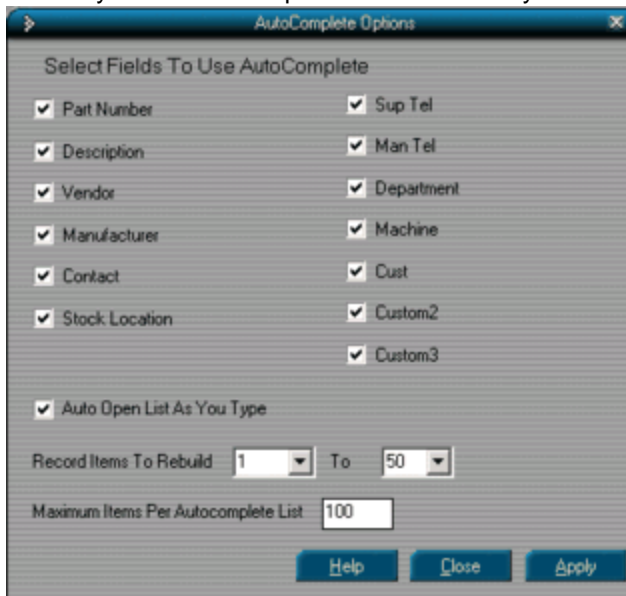 AutoComplete Options
Select Fields To Use AutoComplete
Part Number
Sup Tel
Description
Man Tel
Vendor
Department
Manufacturer
Machine
Contact
Cust
Stock Location
Custom2
Custom3
Auto Open List As You Type
Record Items To Rebuild 1 To 50
Maximum Items Per Autocomplete List 100
Help Close Apply